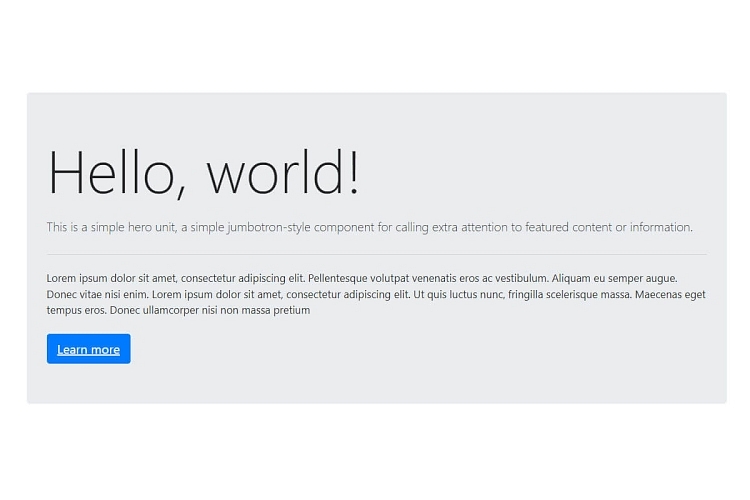 Hello, world!
This is a simple hero unit, a simple jumbotron-style component for calling extra attention to featured content or information.
Lorem ipsum dolor sit amet, consectetur adipiscing elit. Pellentesque volutpat venenatis eros ac vestibulum. Aliquam eu semper augue.
Donec vitae nisi enim. Lorem ipsum dolor sit amet, consectetur adipiscing elit. Ut quis luctus nunc, fringilla scelerisque massa. Maecenas eget
tempus eros. Donec ullamcorper nisi non massa pretium
Learn more